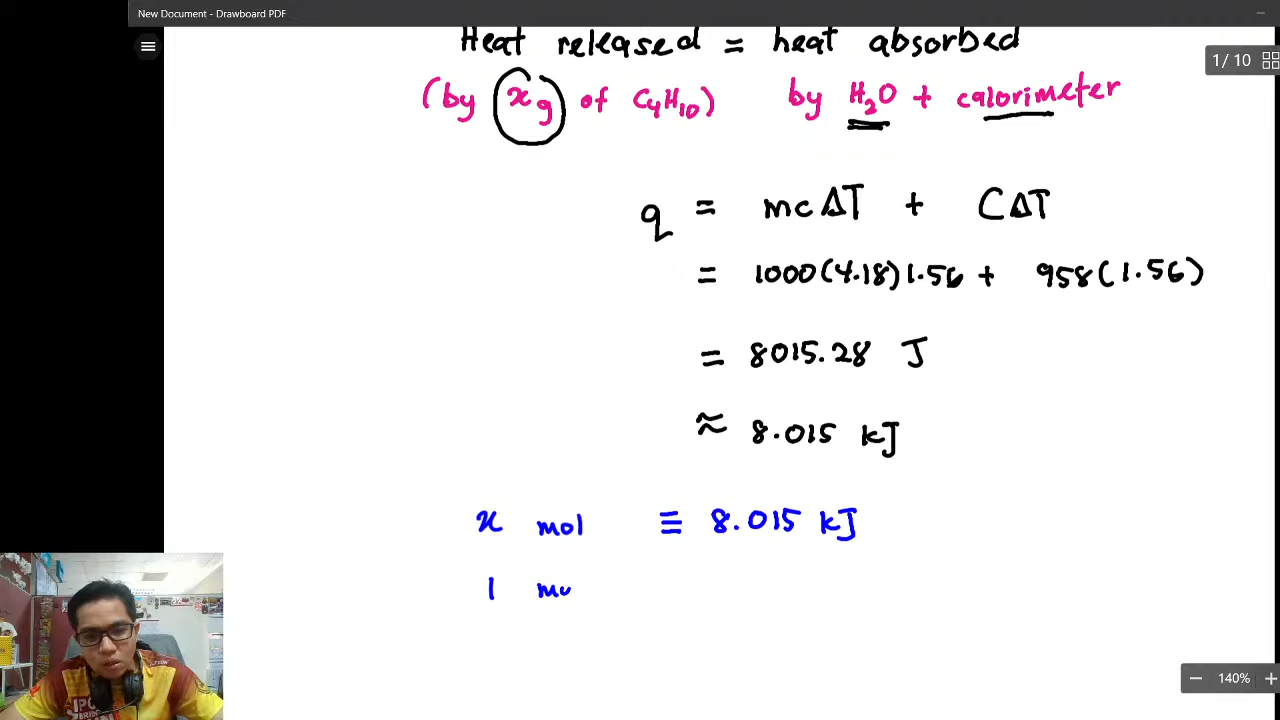 New Document - Drawboard PDF
1 / 10
Heat released = heat absorbed
(by x g of C₄H₁₀) by H₂O + calorimeter
q = mcΔT + CΔT
= 1000(4.18)1.56 + 958(1.56)
= 8015.28 J
≈ 8.015 kJ
x mol ≡ 8.015 kJ
1 mo
140%